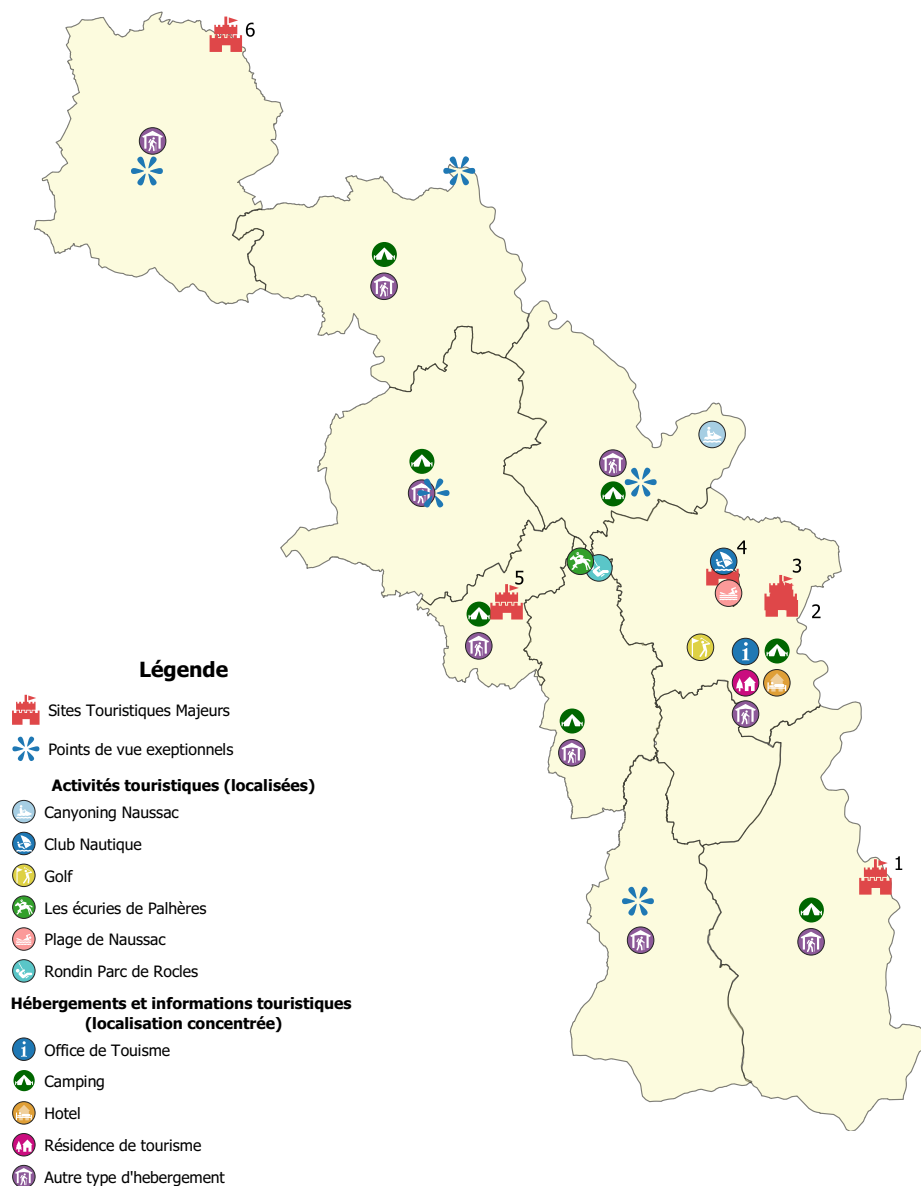 6
4
3
5
2
1
Légende
Sites Touristiques Majeurs
Points de vue exeptionnels
Activités touristiques (localisées)
Canyoning Naussac
Club Nautique
Golf
Les écuries de Palhères
Plage de Naussac
Rondin Parc de Rocles
Hébergements et informations touristiques
(localisation concentrée)
Office de Touisme
Camping
Hotel
Résidence de tourisme
Autre type d'hebergement